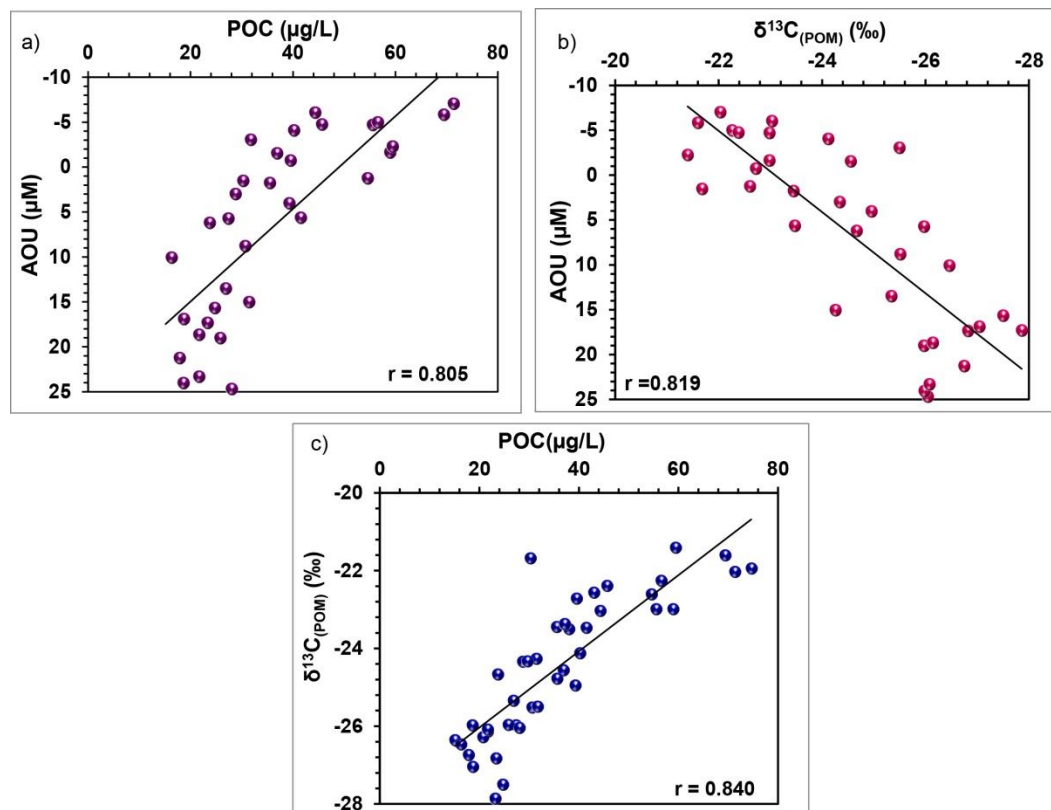 a)
POC (µg/L)
0 20 40 60 80
-10
-5
0
5
10
15
20
25
AOU (µM)
r = 0.805
b)
δ¹³C(POM) (‰)
-20 -22 -24 -26 -28
-10
-5
0
5
10
15
20
25
AOU (µM)
r =0.819
c)
POC(µg/L)
0 20 40 60 80
-20
-22
-24
-26
-28
δ¹³C(POM) (‰)
r = 0.840